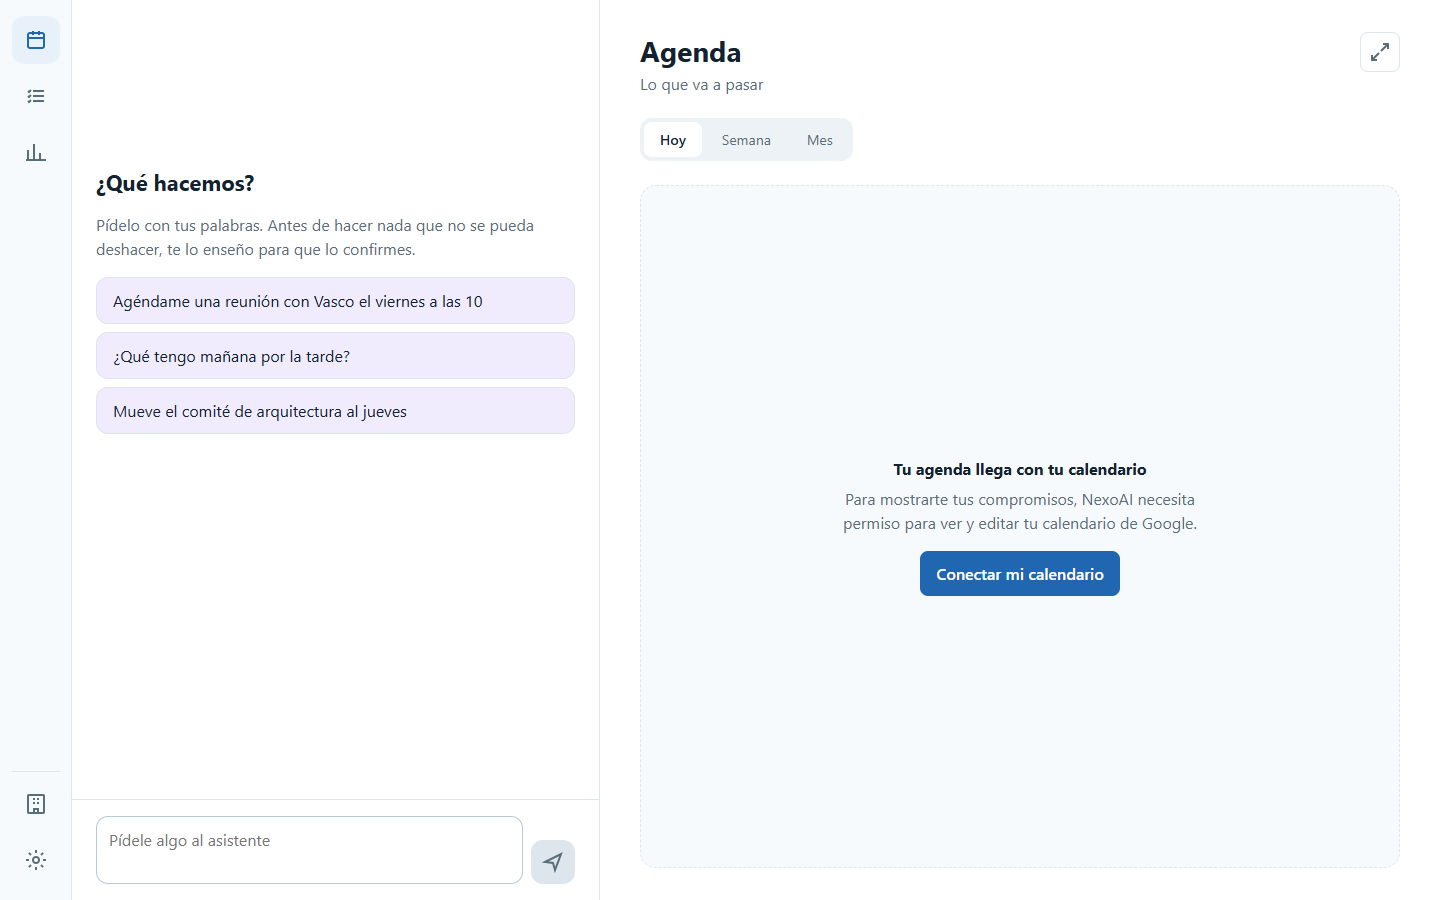 ¿Qué hacemos?
Pídelo con tus palabras. Antes de hacer nada que no se pueda
deshacer, te lo enseño para que lo confirmes.
Agéndame una reunión con Vasco el viernes a las 10
¿Qué tengo mañana por la tarde?
Mueve el comité de arquitectura al jueves
Pídele algo al asistente
Agenda
Lo que va a pasar
Hoy Semana Mes
Tu agenda llega con tu calendario
Para mostrarte tus compromisos, NexoAI necesita
permiso para ver y editar tu calendario de Google.
Conectar mi calendario